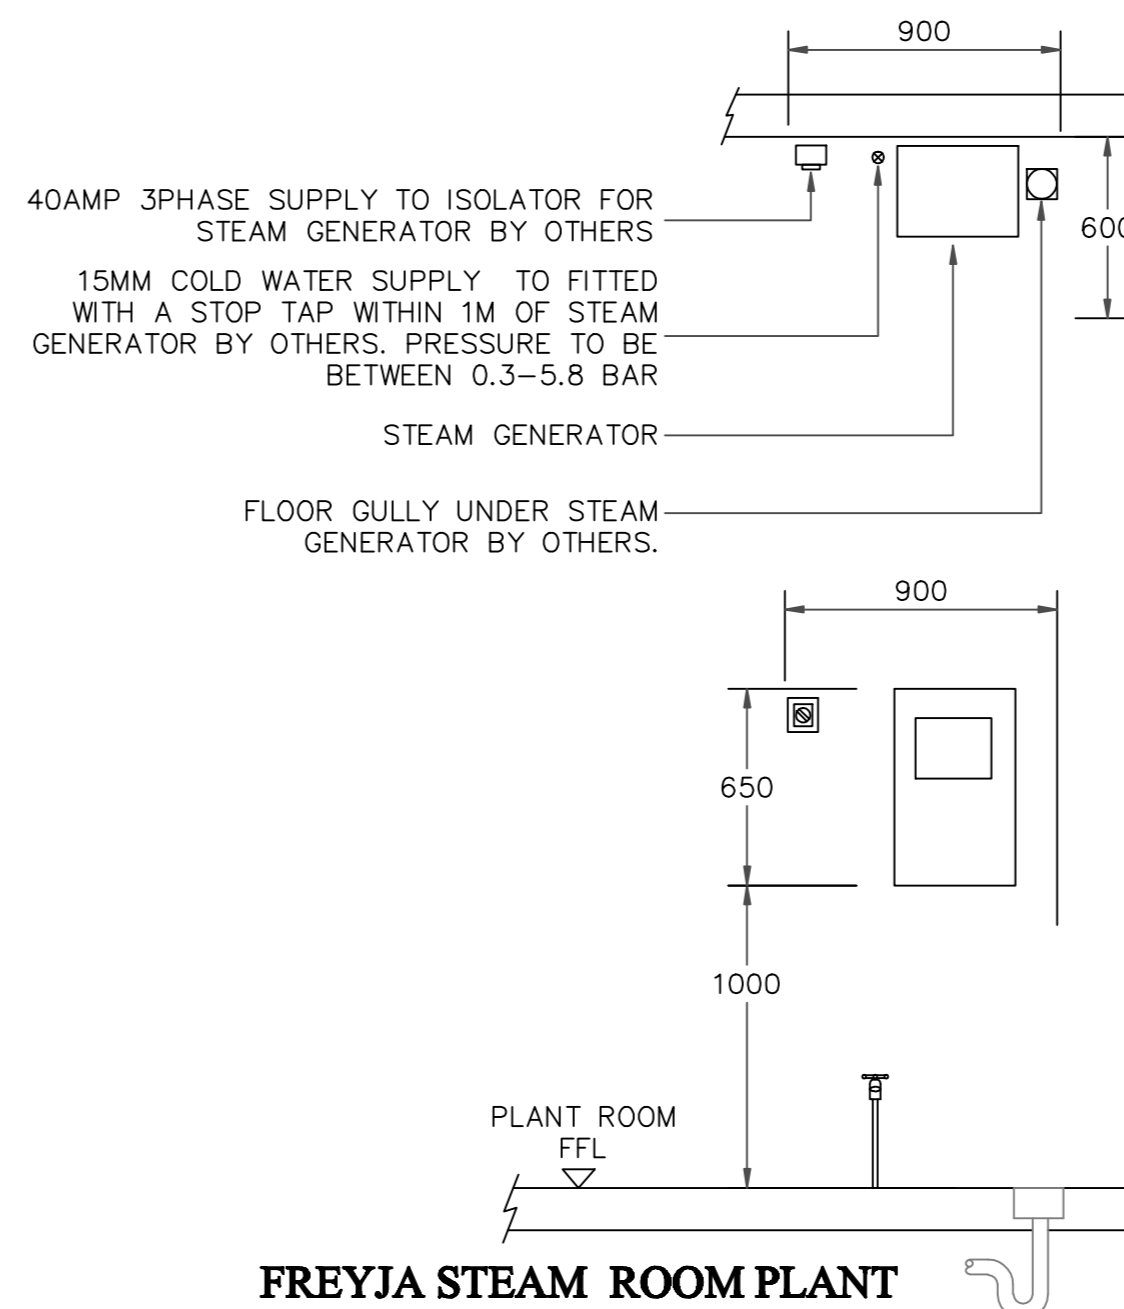 900
40AMP 3PHASE SUPPLY TO ISOLATOR FOR
STEAM GENERATOR BY OTHERS
600
15MM COLD WATER SUPPLY TO FITTED
WITH A STOP TAP WITHIN 1M OF STEAM
GENERATOR BY OTHERS. PRESSURE TO BE
BETWEEN 0.3-5.8 BAR
STEAM GENERATOR
FLOOR GULLY UNDER STEAM
GENERATOR BY OTHERS.
900
650
1000
PLANT ROOM
FFL
FREYJA STEAM ROOM PLANT